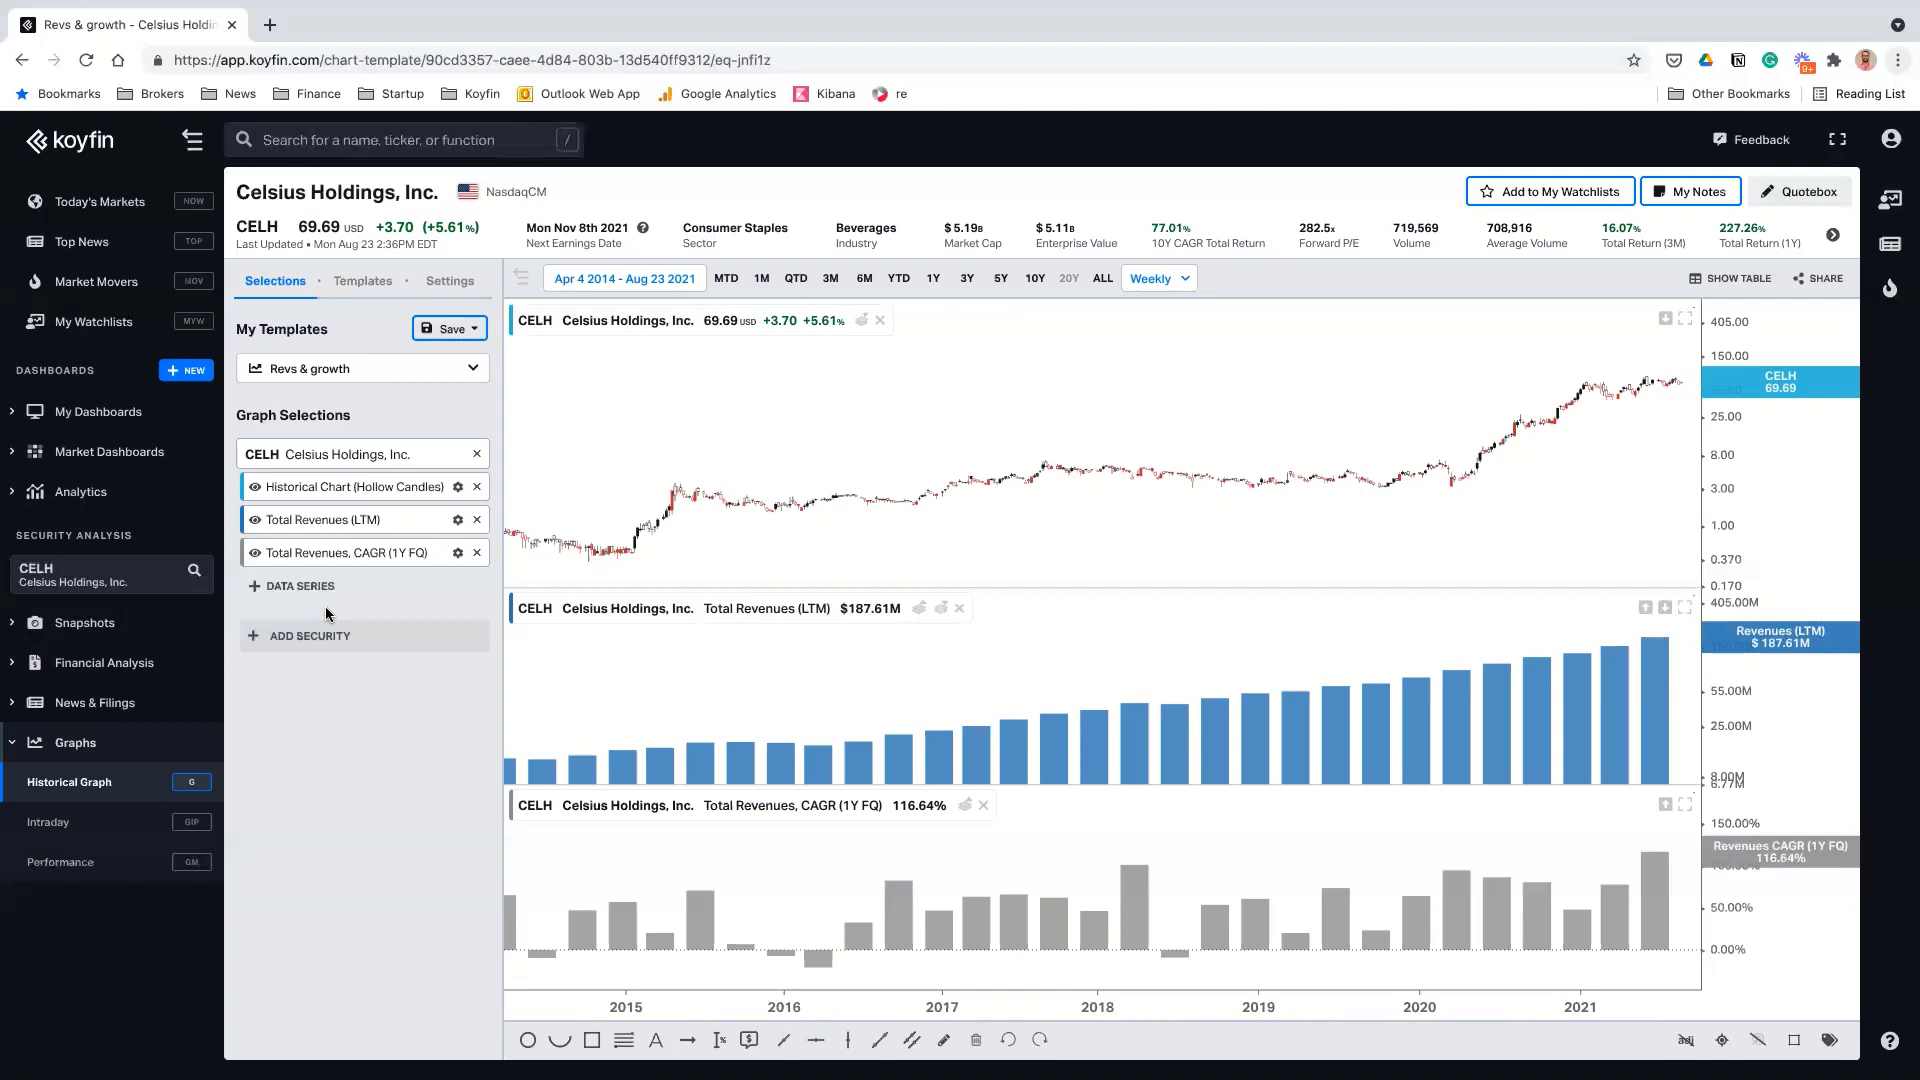 Revs & growth - Celsius Holdin
https://app.koyfin.com/chart-template/90cd3357-caee-4d84-803b-13d540ff9312/eq-jnfi1z
9+
Bookmarks Brokers News Finance Startup Koyfin Outlook Web App Google Analytics Kibana re Other Bookmarks Reading List
koyfin
Search for a name, ticker, or function /
Feedback
Today's Markets NOW
Top News TOP
Market Movers MOV
My Watchlists MYW
DASHBOARDS + NEW
My Dashboards
Market Dashboards
Analytics
SECURITY ANALYSIS
CELH
Celsius Holdings, Inc.
Snapshots
Financial Analysis
News & Filings
Graphs
Historical Graph G
Intraday GIP
Performance GM
Celsius Holdings, Inc. NasdaqCM
Add to My Watchlists My Notes Quotebox
CELH 69.69 USD +3.70 (+5.61%)
Last Updated • Mon Aug 23 2:36PM EDT
Mon Nov 8th 2021 Consumer Staples Beverages $ 5.19B $ 5.11B 77.01% 282.5x 719,569 708,916 16.07% 227.26%
Next Earnings Date Sector Industry Market Cap Enterprise Value 10Y CAGR Total Return Forward P/E Volume Average Volume Total Return (3M) Total Return (1Y)
Selections • Templates • Settings
My Templates Save
Revs & growth
Graph Selections
CELH Celsius Holdings, Inc.
Historical Chart (Hollow Candles)
Total Revenues (LTM)
Total Revenues, CAGR (1Y FQ)
+ DATA SERIES
+ ADD SECURITY
Apr 4 2014 - Aug 23 2021 MTD 1M QTD 3M 6M YTD 1Y 3Y 5Y 10Y 20Y ALL Weekly SHOW TABLE SHARE
CELH Celsius Holdings, Inc. 69.69 USD +3.70 +5.61%
405.00
150.00
CELH
69.69
25.00
8.00
3.00
1.00
0.370
0.170
CELH Celsius Holdings, Inc. Total Revenues (LTM) $187.61M
405.00M
Revenues (LTM)
$ 187.61M
55.00M
25.00M
8.00M
6.77M
CELH Celsius Holdings, Inc. Total Revenues, CAGR (1Y FQ) 116.64%
150.00%
Revenues CAGR (1Y FQ)
116.64%
50.00%
0.00%
2015 2016 2017 2018 2019 2020 2021
A
adj